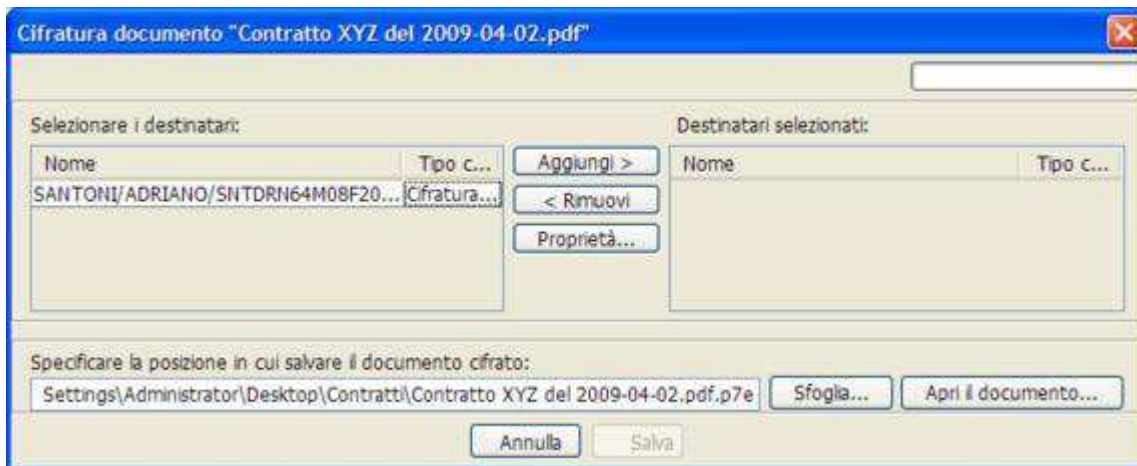 Cifratura documento "Contratto XYZ del 2009-04-02.pdf"
Selezionare i destinatari:
Destinatari selezionati:
Nome Tipo c...
Aggiungi >
Nome Tipo c...
SANTONI/ADRIANO/SNTDRN64M08F20... Cifratura...
< Rimuovi
Proprietà...
Specificare la posizione in cui salvare il documento cifrato:
Settings\Administrator\Desktop\Contratti\Contratto XYZ del 2009-04-02.pdf.p7e
Sfoglia...
Apri il documento...
Annulla
Salva